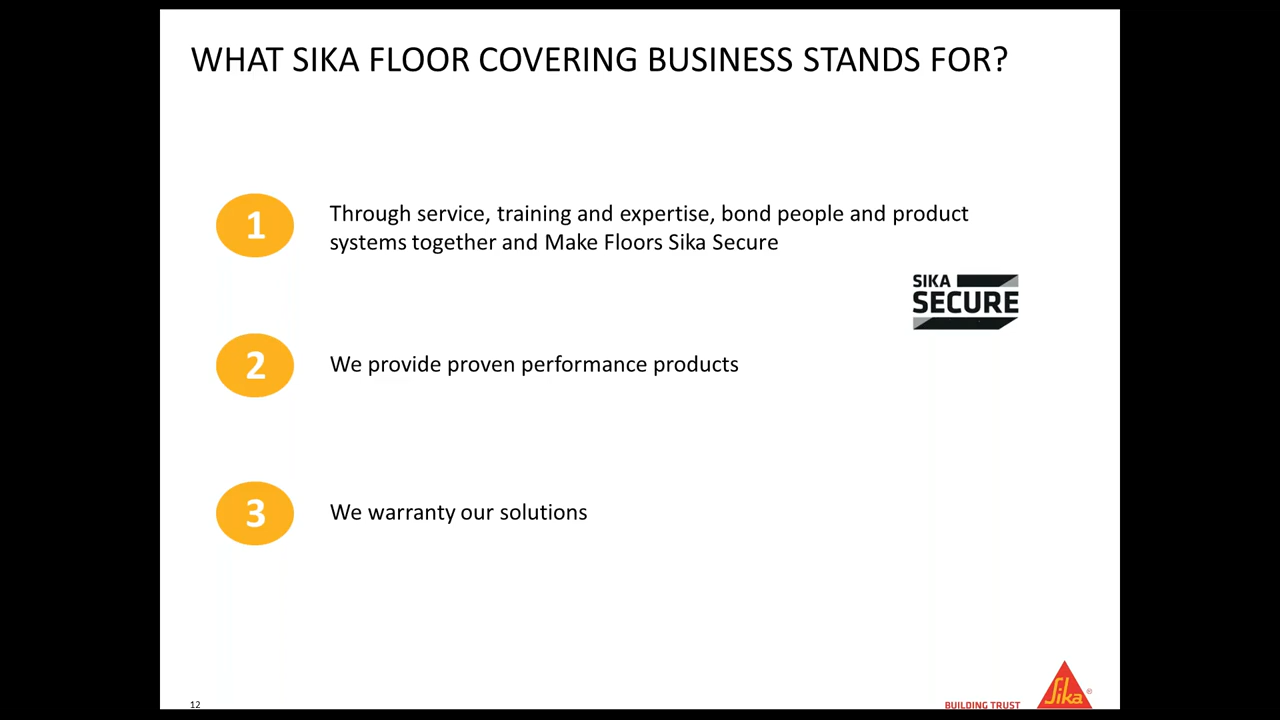 WHAT SIKA FLOOR COVERING BUSINESS STANDS FOR?
1
Through service, training and expertise, bond people and product
systems together and Make Floors Sika Secure
SIKA
SECURE
2
We provide proven performance products
3
We warranty our solutions
12
BUILDING TRUST
Sika®